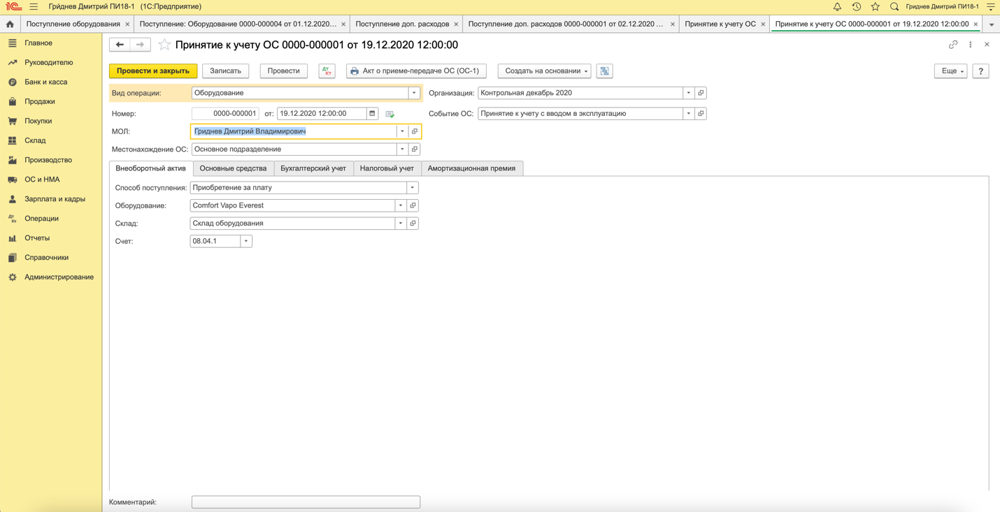 1С Гри́днев Дмитрий ПИ18-1 (1С:Предприятие) Гри́днев Дмитрий ПИ18-1
Поступление оборудования × Поступление: Оборудование 0000-000004 от 01.12.2020... × Поступление доп. расходов × Поступление доп. расходов 0000-000001 от 02.12.2020 ... × Принятие к учету ОС × Принятие к учету ОС 0000-000001 от 19.12.2020 12:00:00 ×
Главное
Руководителю
Банк и касса
Продажи
Покупки
Склад
Производство
ОС и НМА
Зарплата и кадры
Дт Кт Операции
Отчеты
Справочники
Администрирование
Принятие к учету ОС 0000-000001 от 19.12.2020 12:00:00
Провести и закрыть Записать Провести Дт Кт Акт о приеме-передаче ОС (ОС-1) Создать на основании Еще ?
Вид операции: Оборудование Организация: Контрольная декабрь 2020
Номер: 0000-000001 от: 19.12.2020 12:00:00 Событие ОС: Принятие к учету с вводом в эксплуатацию
МОЛ: Гриднев Дмитрий Владимирович
Местонахождение ОС: Основное подразделение
Внеоборотный актив Основные средства Бухгалтерский учет Налоговый учет Амортизационная премия
Способ поступления: Приобретение за плату
Оборудование: Comfort Vapo Everest
Склад: Склад оборудования
Счет: 08.04.1
Комментарий: